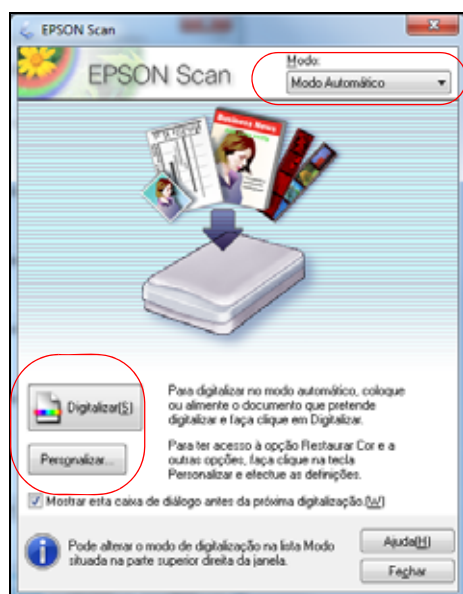 EPSON Scan
EPSON Scan
Modo:
Modo Automático
Business News
Digitalizar(S)
Para digitalizar no modo automático, coloque
ou alimente o documento que pretende
digitalizar e faça clique em Digitalizar.
Personalizar...
Para ter acesso à opção Restaurar Cor e a
outras opções, faça clique na tecla
Personalizar e efectue as definições.
Mostrar esta caixa de diálogo antes da próxima digitalização.(W)
Pode alterar o modo de digitalização na lista Modo
situada na parte superior direita da janela.
Ajuda(H)
Fechar